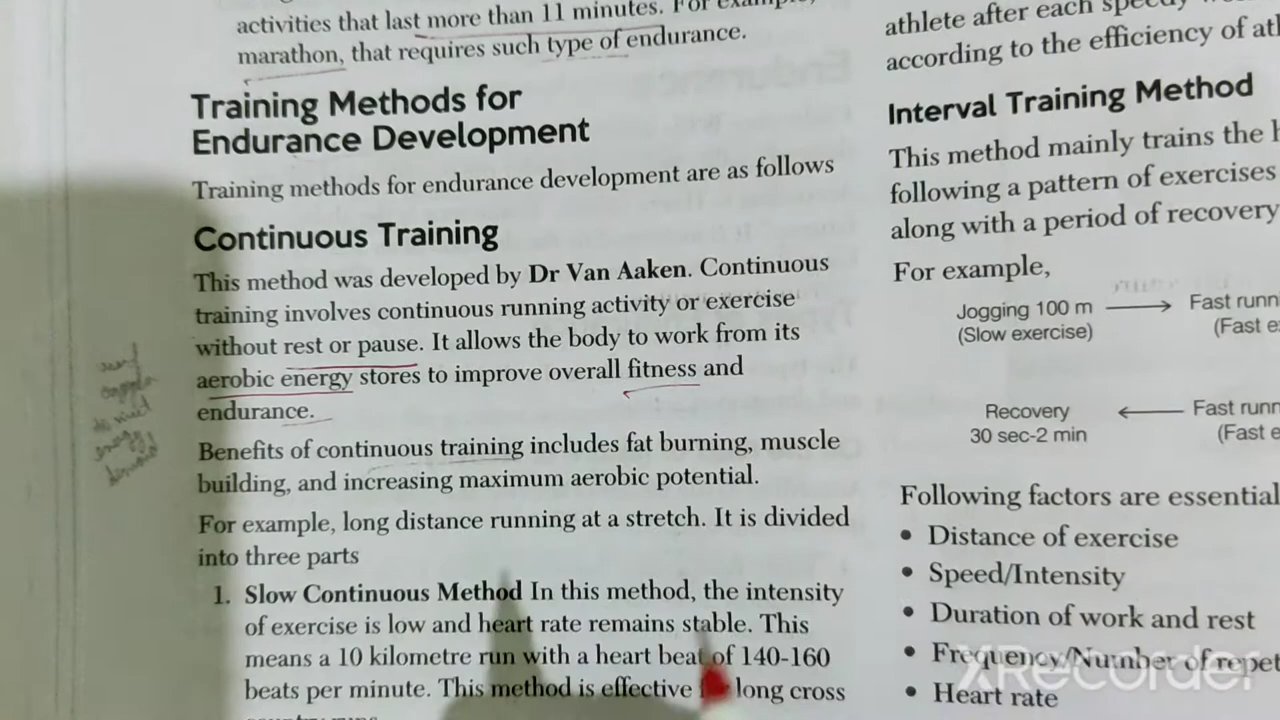 activities that last more than 11 minutes. For example,
marathon, that requires such type of endurance.
Training Methods for
Endurance Development
Training methods for endurance development are as follows
Continuous Training
This method was developed by Dr Van Aaken. Continuous
training involves continuous running activity or exercise
without rest or pause. It allows the body to work from its
aerobic energy stores to improve overall fitness and
endurance.
Benefits of continuous training includes fat burning, muscle
building, and increasing maximum aerobic potential.
For example, long distance running at a stretch. It is divided
into three parts
1. Slow Continuous Method In this method, the intensity
of exercise is low and heart rate remains stable. This
means a 10 kilometre run with a heart beat of 140-160
beats per minute. This method is effective long cross
athlete after each speedy
according to the efficiency of
Interval Training Method
This method mainly trains the
following a pattern of exercises
along with a period of recovery
For example,
Jogging 100 m → Fast
(Slow exercise) (Fast
Recovery ← Fast
30 sec-2 min (Fast
Following factors are essential
• Distance of exercise
• Speed/Intensity
• Duration of work and rest
• Frequency/Number of
• Heart rate
XRecorder